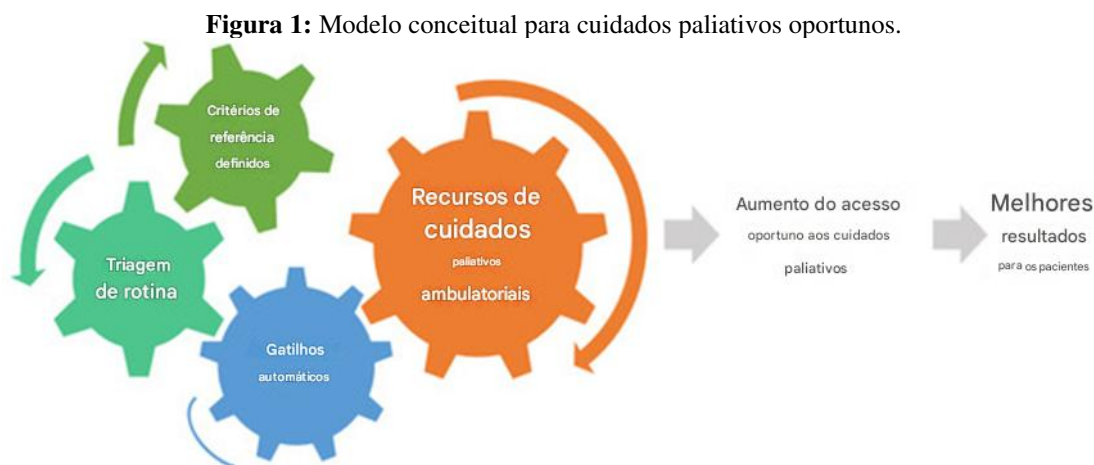 Figura 1: Modelo conceitual para cuidados paliativos oportunos.
Critérios de
referência
definidos
Triagem
de rotina
Gatilhos
automáticos
Recursos de
cuidados
paliativos
ambulatoriais
Aumento do acesso
oportuno aos cuidados
paliativos
Melhores
resultados
para os pacientes